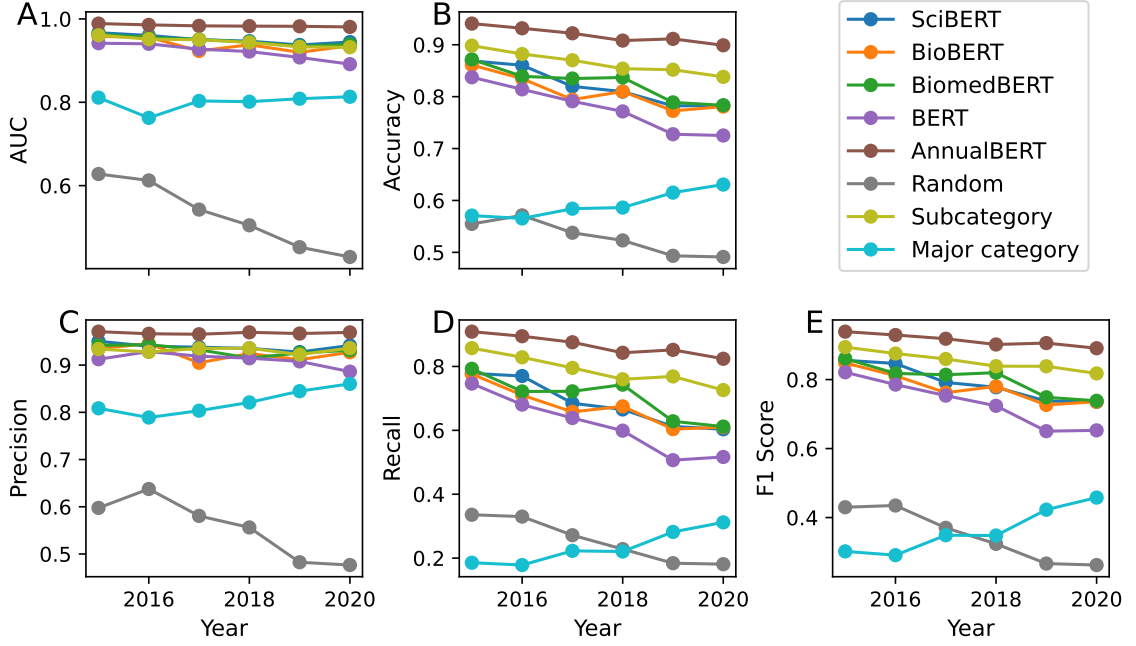 A
1.0
0.8
0.6
AUC
B
0.9
0.8
0.7
0.6
0.5
Accuracy
SciBERT
BioBERT
BiomedBERT
BERT
AnnualBERT
Random
Subcategory
Major category
C
0.9
0.8
0.7
0.6
0.5
Precision
2016 2018 2020
Year
D
0.8
0.6
0.4
0.2
Recall
2016 2018 2020
Year
E
0.8
0.6
0.4
F1 Score
2016 2018 2020
Year